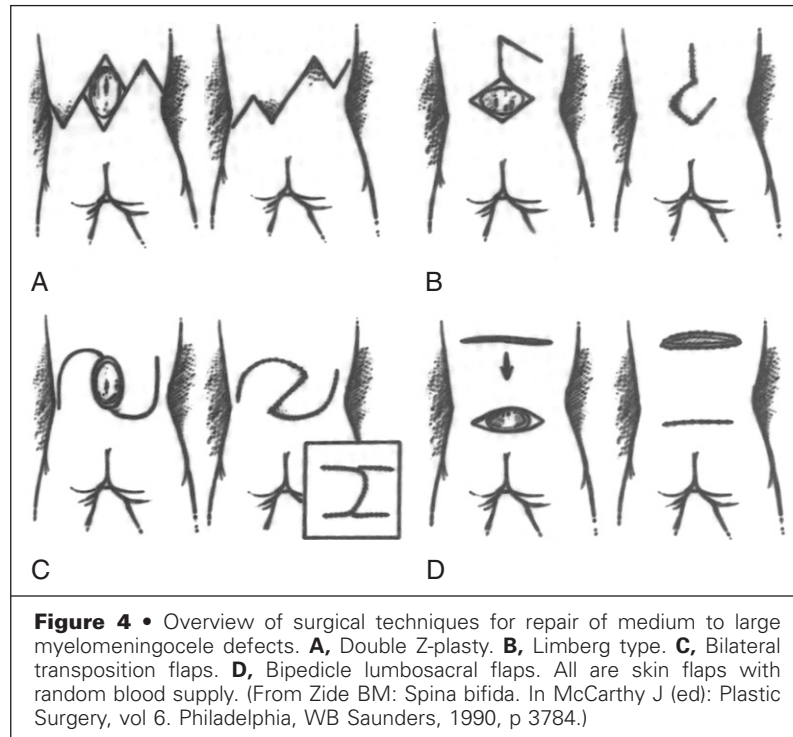 A
B
C
D
Figure 4 • Overview of surgical techniques for repair of medium to large
myelomeningocele defects. A, Double Z-plasty. B, Limberg type. C, Bilateral
transposition flaps. D, Bipedicle lumbosacral flaps. All are skin flaps with
random blood supply. (From Zide BM: Spina bifida. In McCarthy J (ed): Plastic
Surgery, vol 6. Philadelphia, WB Saunders, 1990, p 3784.)